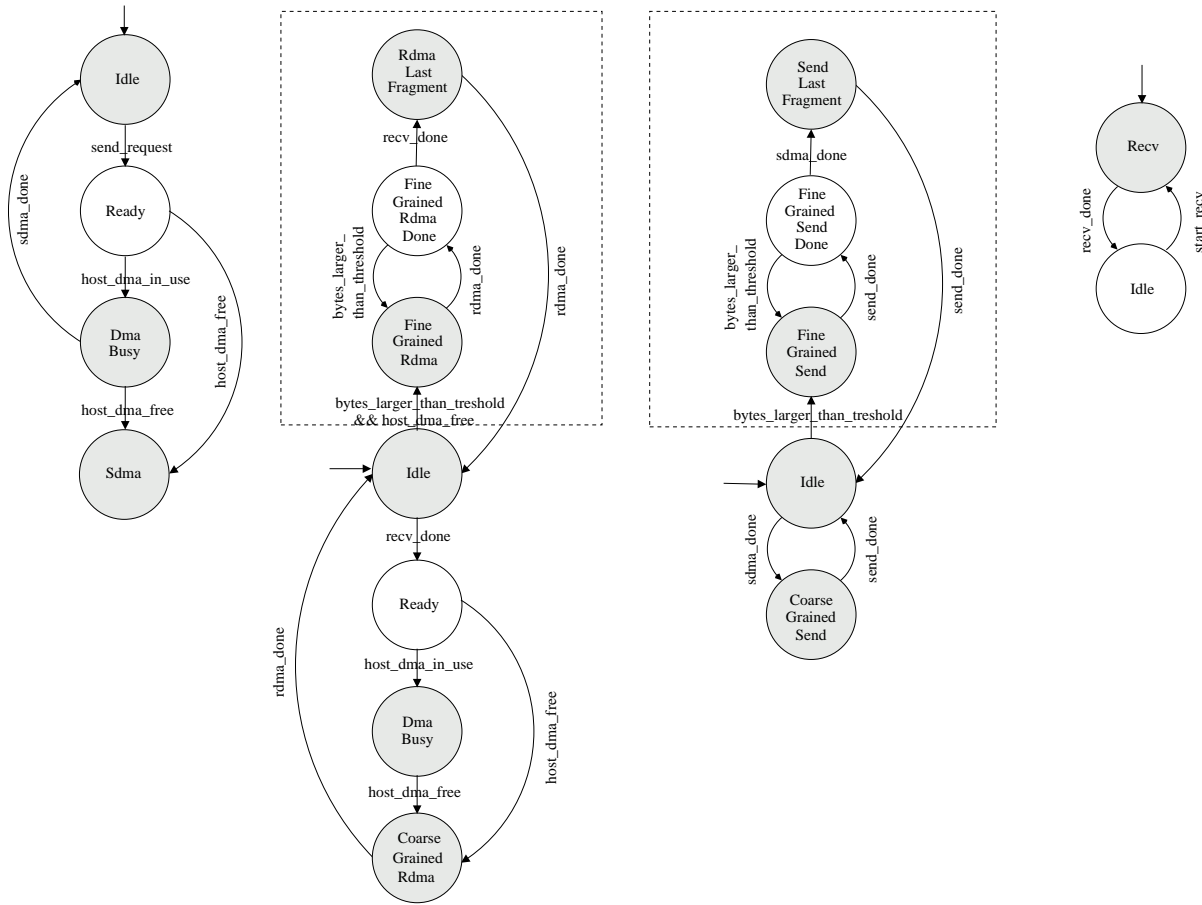 Idle
send_request
Ready
host_dma_in_use
Dma
Busy
host_dma_free
Sdma
sdma_done
host_dma_free
Rdma
Last
Fragment
recv_done
Fine
Grained
Rdma
Done
bytes_larger_
than_threshold
rdma_done
Fine
Grained
Rdma
bytes_larger_than_treshold
&& host_dma_free
rdma_done
Idle
recv_done
Ready
host_dma_in_use
Dma
Busy
host_dma_free
Coarse
Grained
Rdma
rdma_done
host_dma_free
Send
Last
Fragment
sdma_done
Fine
Grained
Send
Done
bytes_larger_
than_threshold
send_done
Fine
Grained
Send
bytes_larger_than_treshold
send_done
Idle
sdma_done
send_done
Coarse
Grained
Send
Recv
recv_done
start_recv
Idle